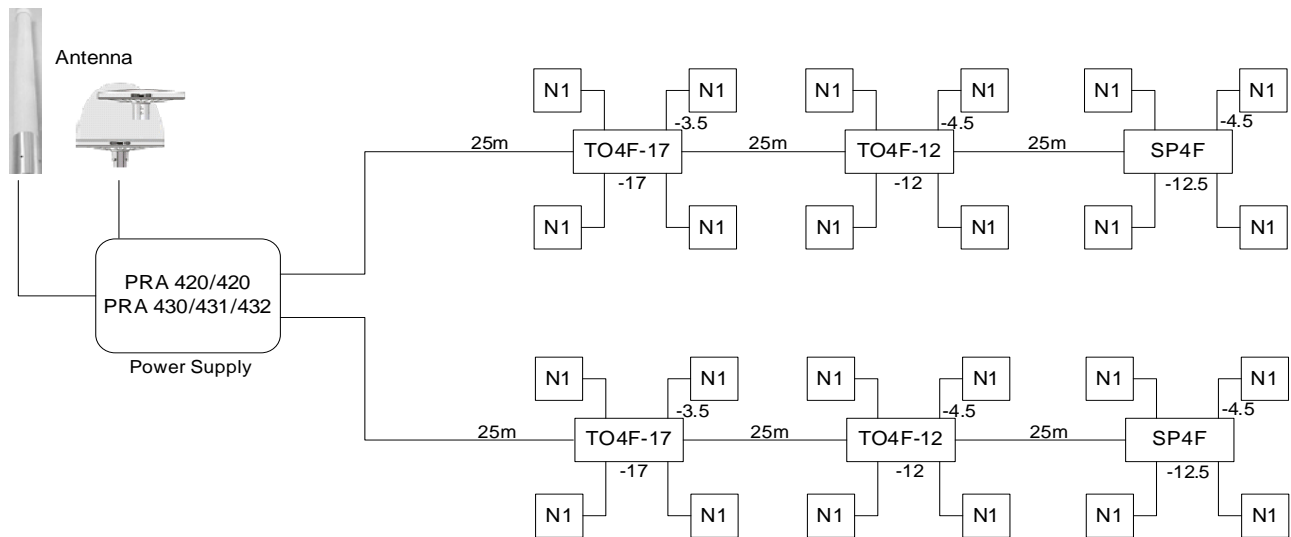 Antenna
N1 N1 N1 N1 N1 N1
-3.5 -4.5 -4.5
25m TO4F-17 25m TO4F-12 25m SP4F
-17 -12 -12.5
N1 N1 N1 N1 N1 N1
PRA 420/420
PRA 430/431/432
Power Supply
N1 N1 N1 N1 N1 N1
-3.5 -4.5 -4.5
25m TO4F-17 25m TO4F-12 25m SP4F
-17 -12 -12.5
N1 N1 N1 N1 N1 N1